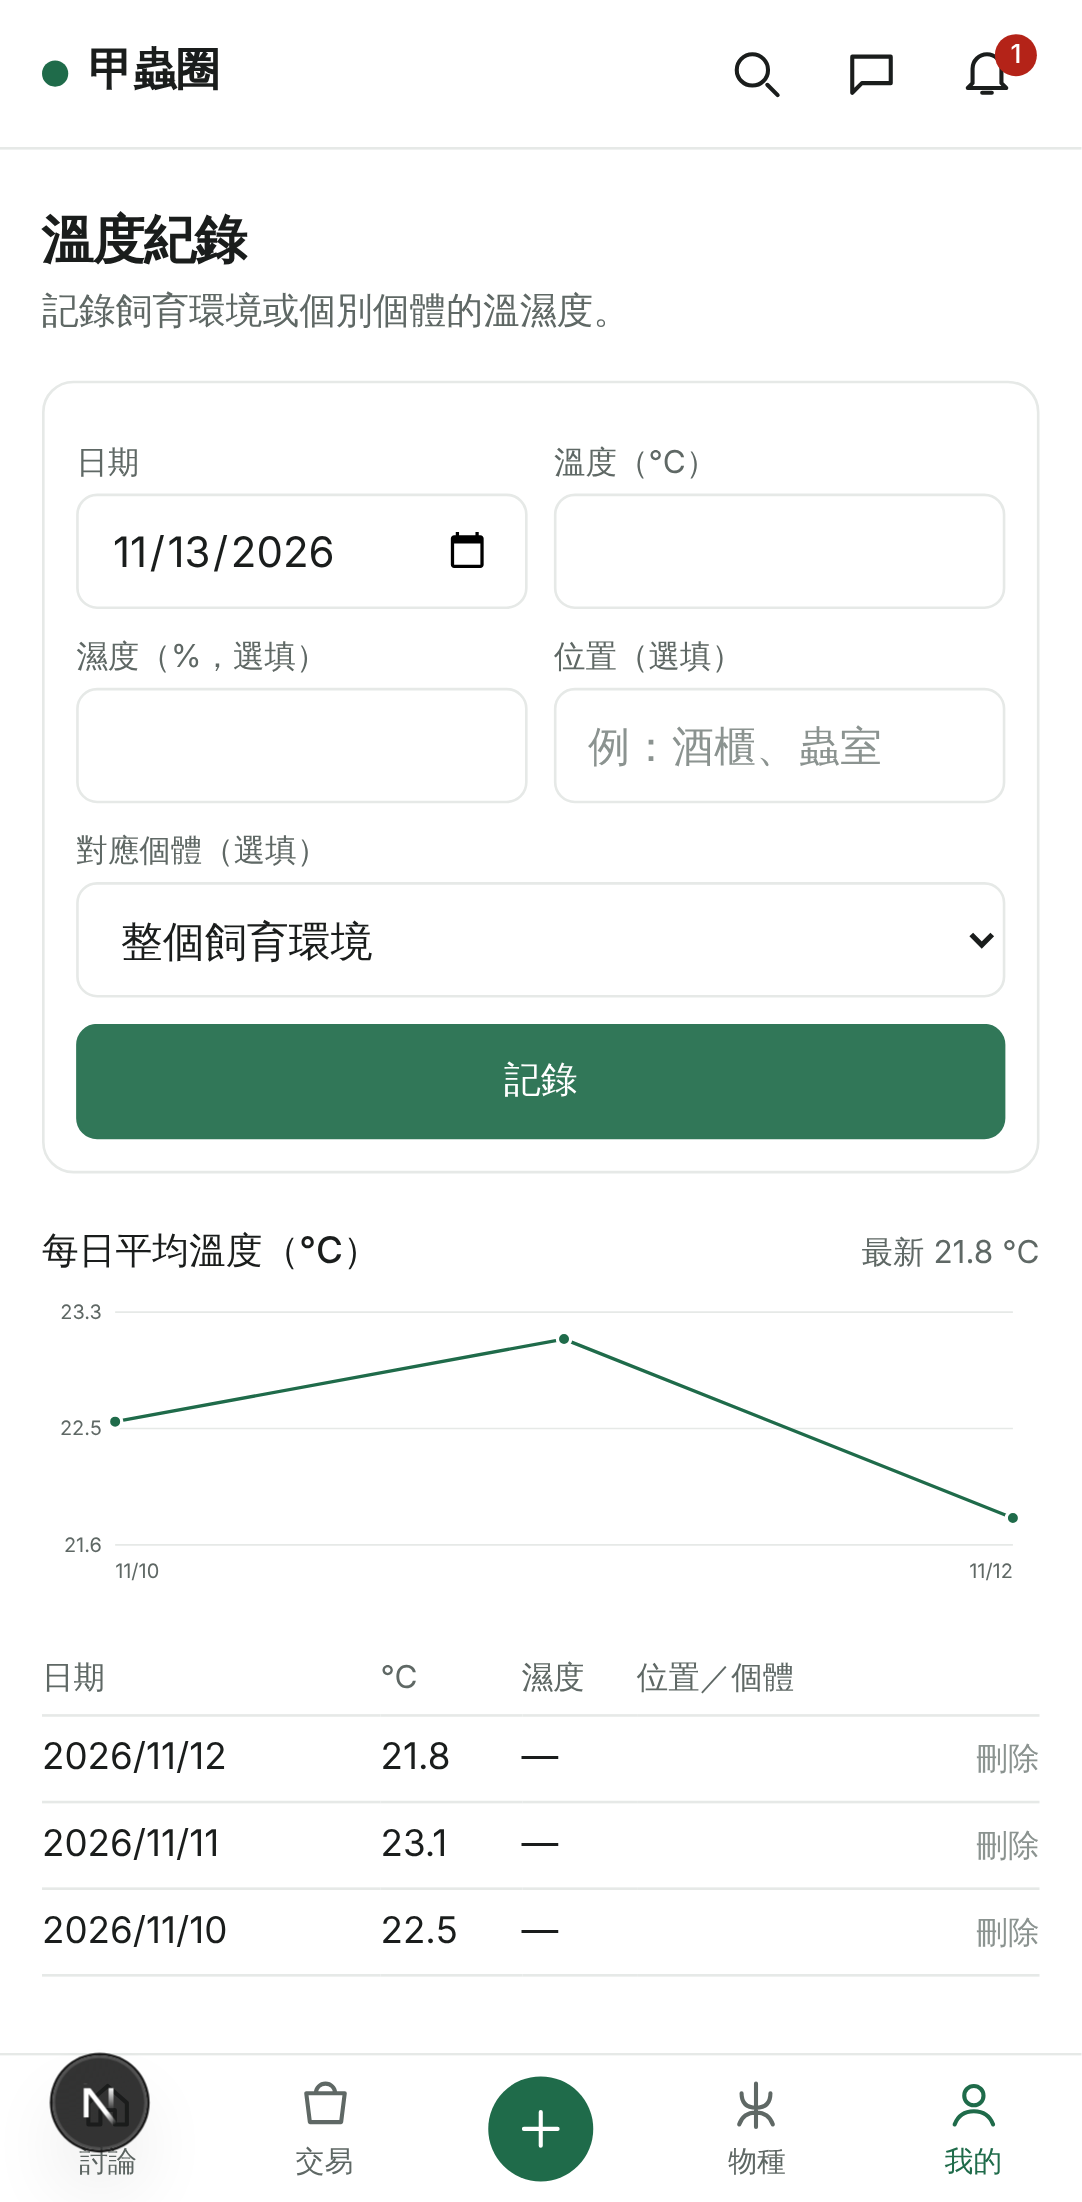 甲蟲圈
1
溫度紀錄
記錄飼育環境或個別個體的溫濕度。
日期
溫度（°C）
11/13/2026
濕度（%，選填）
位置（選填）
例：酒櫃、蟲室
對應個體（選填）
整個飼育環境
記錄
每日平均溫度（°C）
最新 21.8 °C
23.3
22.5
21.6
11/10
11/12
日期 °C 濕度 位置／個體
2026/11/12 21.8 — 刪除
2026/11/11 23.1 — 刪除
2026/11/10 22.5 — 刪除
N
討論
交易
物種
我的